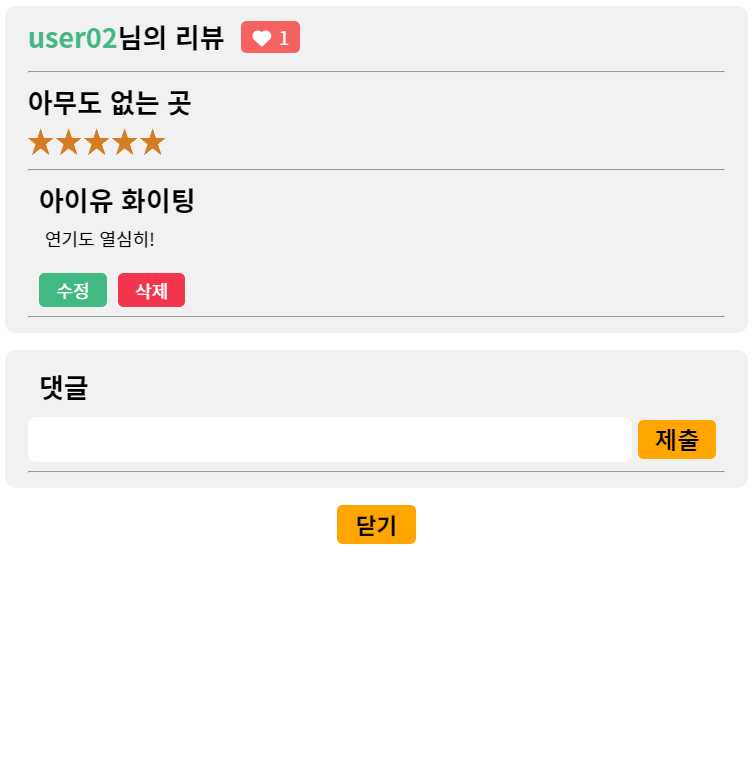 user02님의 리뷰 1
아무도 없는 곳
★★★★★
아이유 화이팅
연기도 열심히!
수정 삭제
댓글
제출
닫기